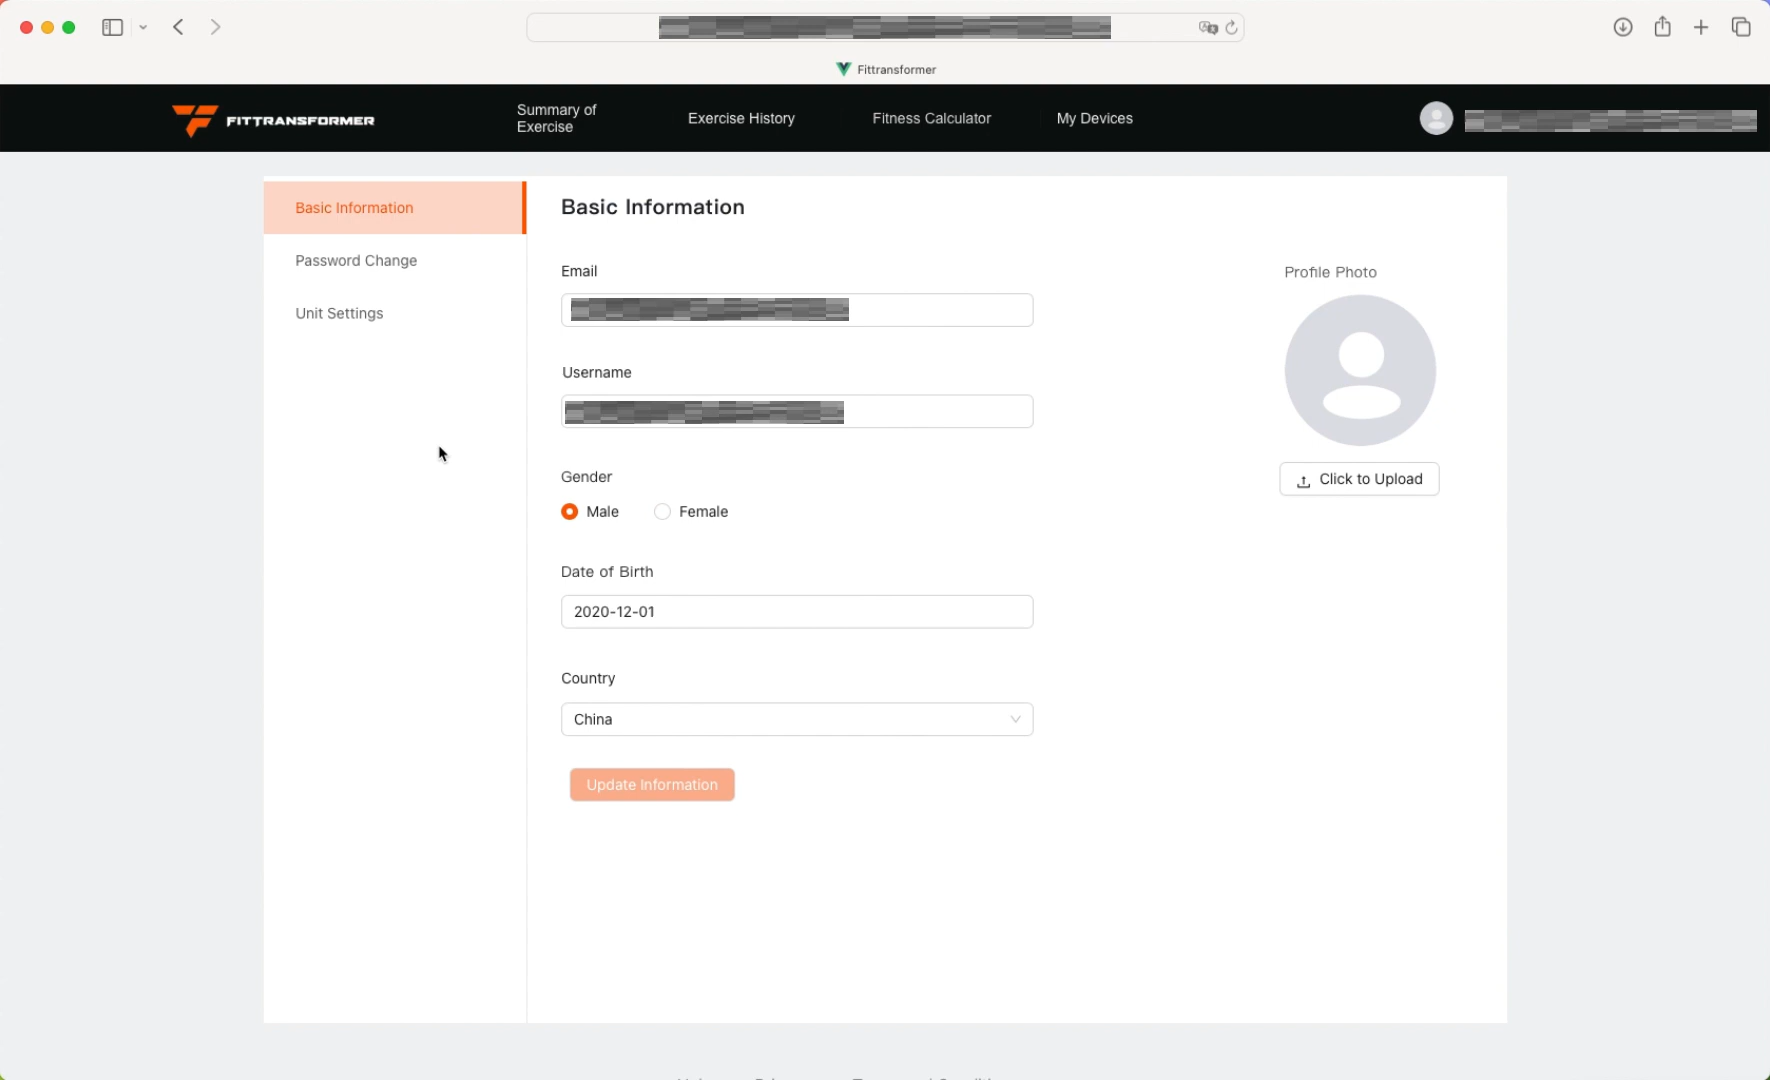 Fittransformer
FITTRANSFORMER
Summary of
Exercise
Exercise History
Fitness Calculator
My Devices
Basic Information
Password Change
Unit Settings
Basic Information
Email
Username
Gender
Male
Female
Date of Birth
2020-12-01
Country
China
Update Information
Profile Photo
Click to Upload